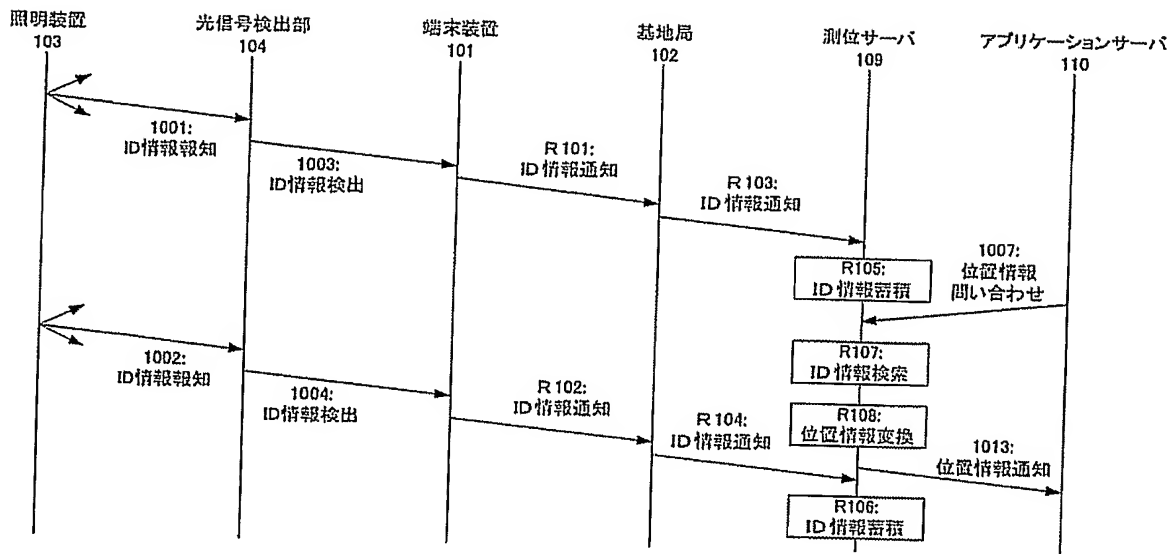 照明装置
103
光信号検出部
104
端末装置
101
基地局
102
測位サーバ
109
アプリケーションサーバ
110
1001:
ID情報報知
1003:
ID情報検出
R101:
ID情報通知
R103:
ID情報通知
R105:
ID情報蓄積
1007:
位置情報
問い合わせ
1002:
ID情報報知
1004:
ID情報検出
R102:
ID情報通知
R104:
ID情報通知
R107:
ID情報検索
R108:
位置情報変換
1013:
位置情報通知
R106:
ID情報蓄積